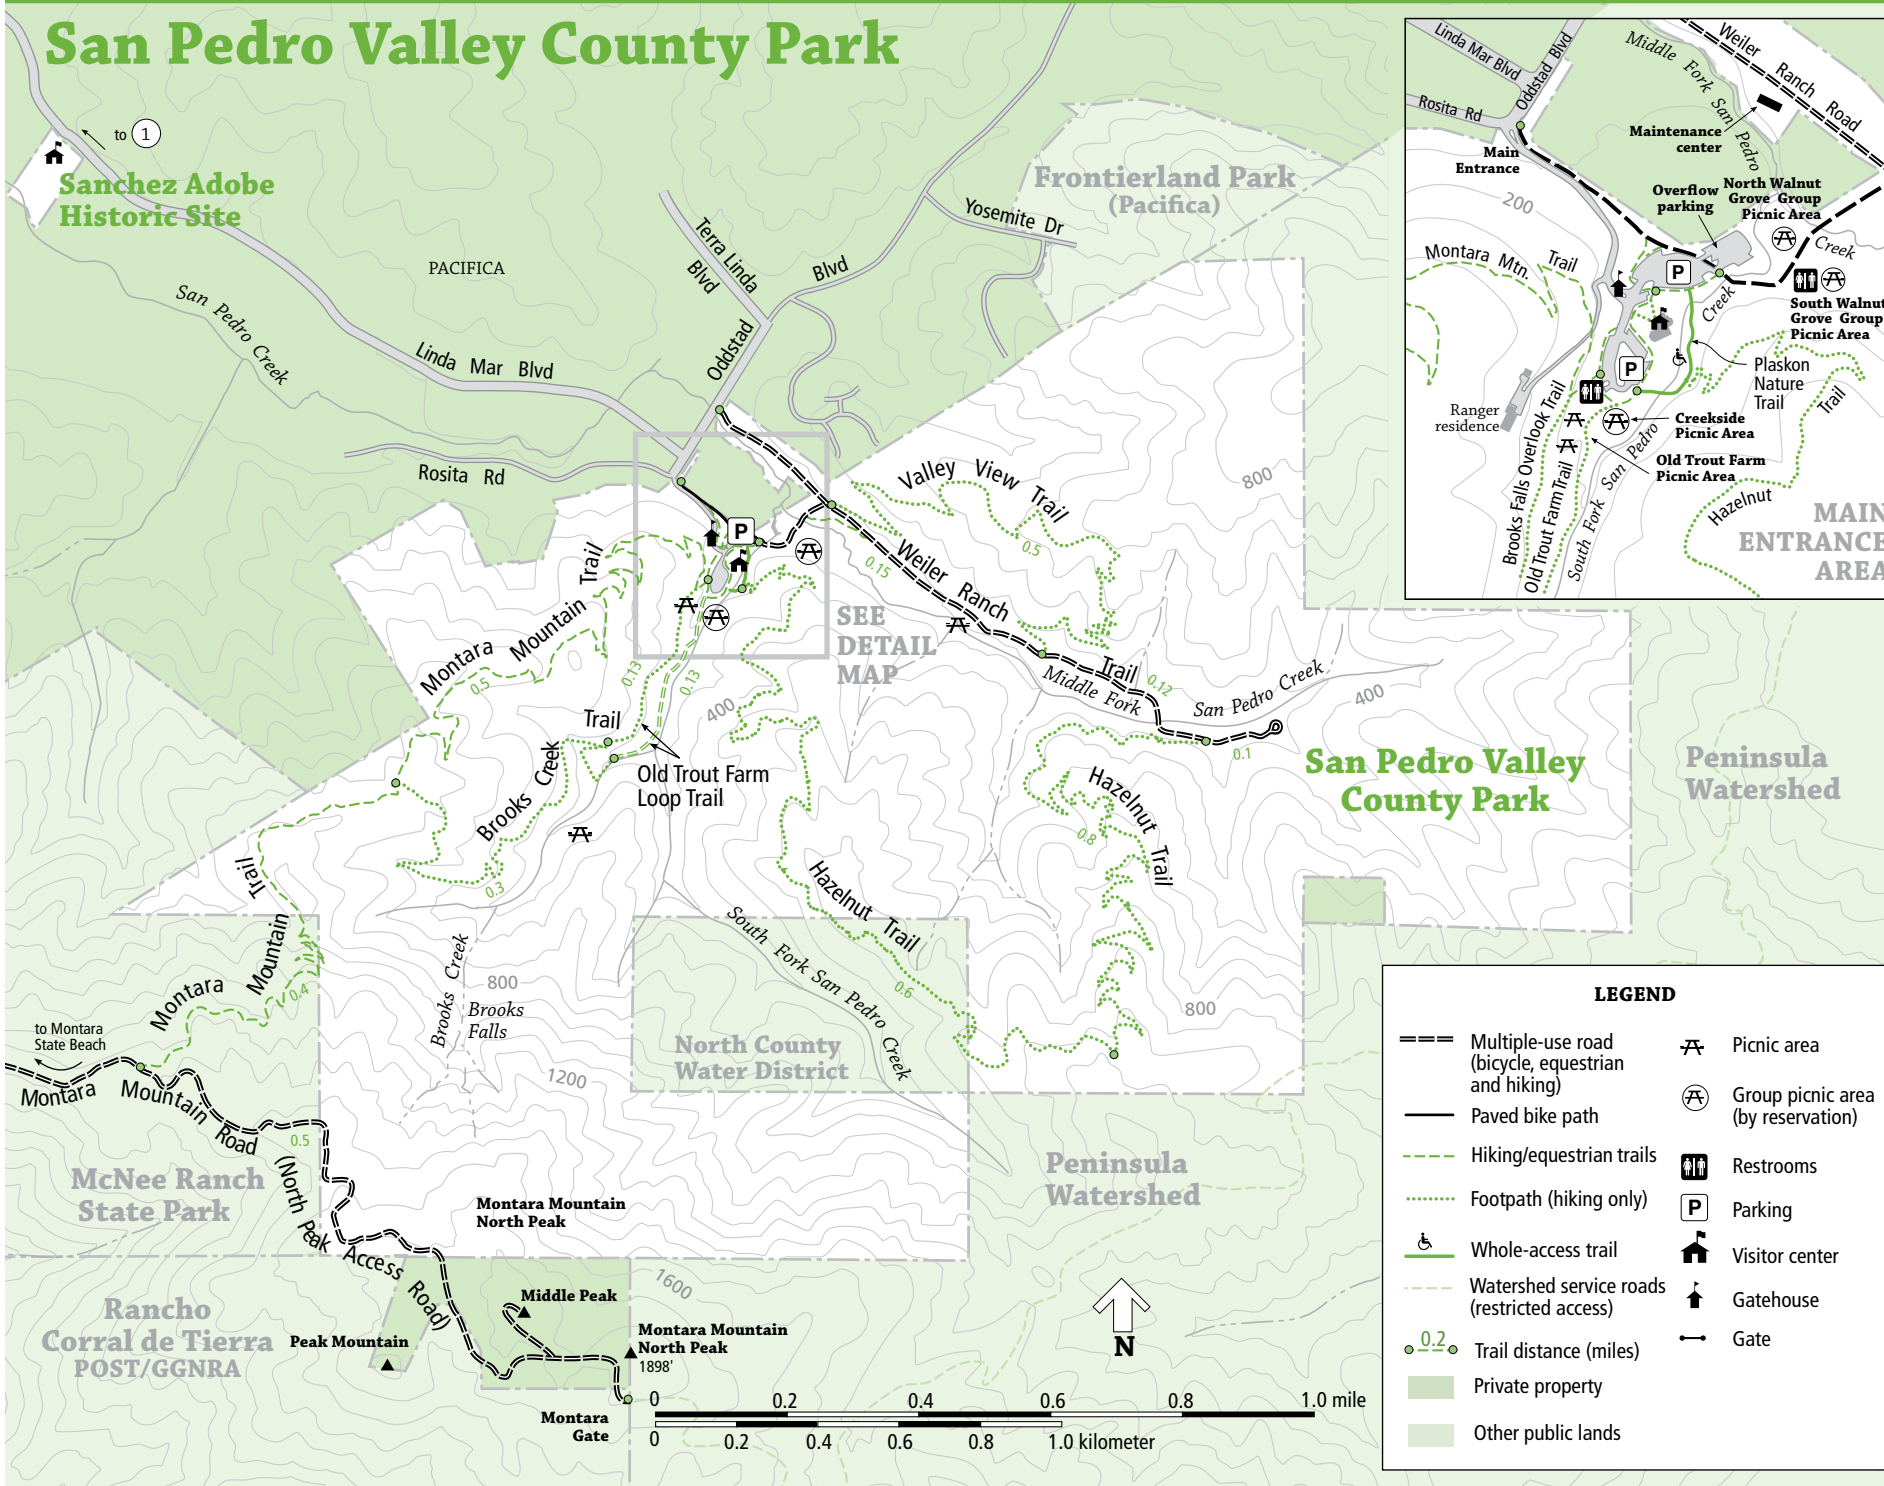 San Pedro Valley County Park
to 1
Sanchez Adobe
Historic Site
PACIFICA
San Pedro Creek
Linda Mar Blvd
Rosita Rd
Terra Linda
Blvd
Oddstad
Blvd
Yosemite Dr
Frontierland Park
(Pacifica)
Linda Mar Blvd
Oddstad Blvd
Rosita Rd
Main
Entrance
Middle Fork San Pedro
Creek
Weiler Ranch Road
Maintenance
center
Overflow
parking
North Walnut
Grove Group
Picnic Area
200
Montara Mtn. Trail
P
Creek
South Walnut
Grove Group
Picnic Area
P
Plaskon
Nature
Trail
Trail
Ranger
residence
Creekside
Picnic Area
Old Trout Farm
Picnic Area
Brooks Falls Overlook Trail
Old Trout Farm Trail
South Fork San Pedro
Hazelnut
MAIN
ENTRANCE
AREA
Valley View Trail
0.5
800
P
0.15
Weiler Ranch
Trail
0.12
Middle Fork
San Pedro Creek
400
0.1
SEE
DETAIL
MAP
Montara Mountain Trail
0.5
0.13
0.13
400
Trail
Brooks Creek
Old Trout Farm
Loop Trail
0.3
San Pedro Valley
County Park
Peninsula
Watershed
Hazelnut
Trail
0.8
Hazelnut Trail
0.6
South Fork San Pedro Creek
Trail
Mountain
Montara
0.4
Brooks Creek
800
Brooks
Falls
North County
Water District
800
1200
to Montara
State Beach
Montara Mountain Road
0.5
(North Peak Access Road)
McNee Ranch
State Park
Montara Mountain
North Peak
Peninsula
Watershed
Rancho
Corral de Tierra
POST/GGNRA
Peak Mountain
Middle Peak
1600
Montara Mountain
North Peak
1898'
Montara
Gate
N
0 0.2 0.4 0.6 0.8 1.0 mile
0 0.2 0.4 0.6 0.8 1.0 kilometer
LEGEND
Multiple-use road
(bicycle, equestrian
and hiking)
Paved bike path
Hiking/equestrian trails
Footpath (hiking only)
Whole-access trail
Watershed service roads
(restricted access)
0.2 Trail distance (miles)
Private property
Other public lands
Picnic area
Group picnic area
(by reservation)
Restrooms
P Parking
Visitor center
Gatehouse
Gate